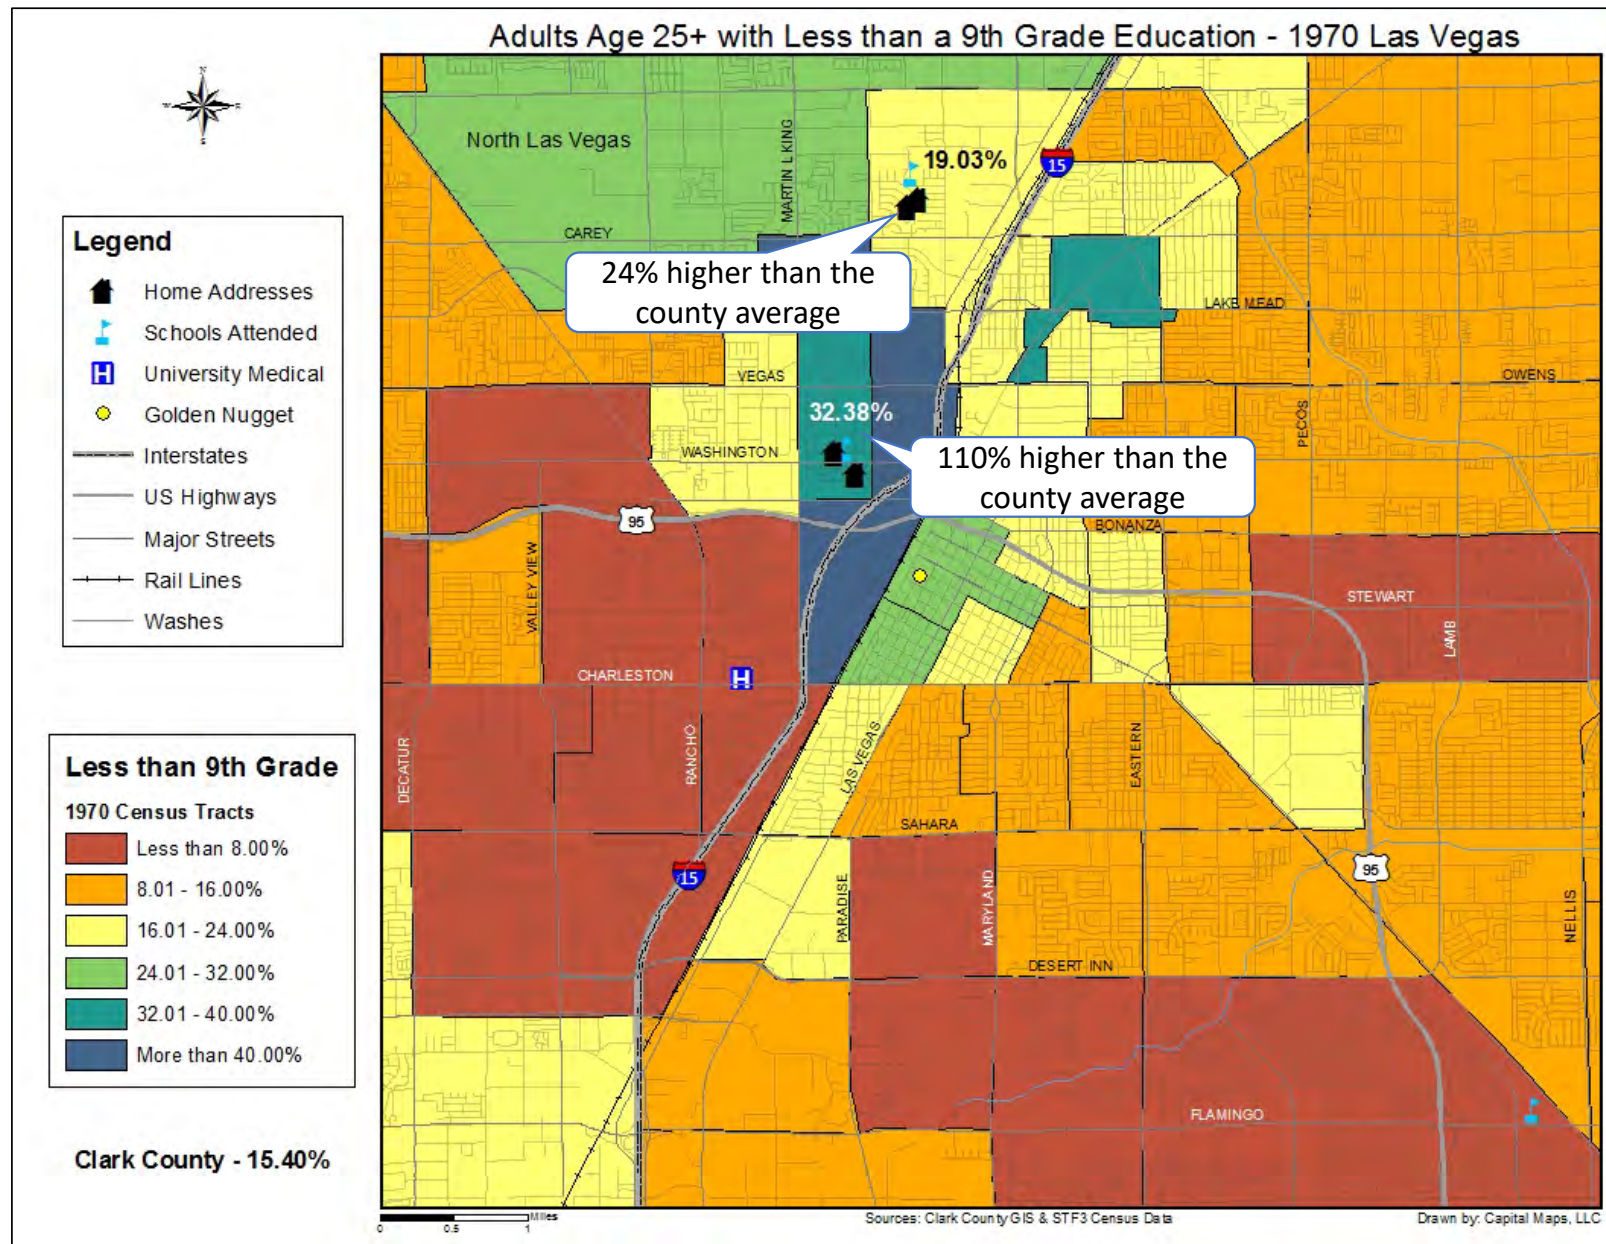 Adults Age 25+ with Less than a 9th Grade Education - 1970 Las Vegas
N
W
E
S
North Las Vegas
MARTIN L KING
19.03%
15
CAREY
24% higher than the
county average
LAKE MEAD
Legend
Home Addresses
Schools Attended
H University Medical
Golden Nugget
Interstates
US Highways
Major Streets
Rail Lines
Washes
VEGAS
OWENS
32.38%
PECOS
WASHINGTON
110% higher than the
county average
95
BONANZA
VALLEY VIEW
STEWART
LAMB
CHARLESTON
H
DECATUR
RANCHO
LAS VEGAS
EASTERN
SAHARA
Less than 9th Grade
1970 Census Tracts
Less than 8.00%
8.01 - 16.00%
16.01 - 24.00%
24.01 - 32.00%
32.01 - 40.00%
More than 40.00%
15
95
PARADISE
MARYLAND
NELLIS
DESERT INN
FLAMINGO
Clark County - 15.40%
0 0.5 1 Miles
Sources: Clark County GIS & STF3 Census Data
Drawn by: Capital Maps, LLC